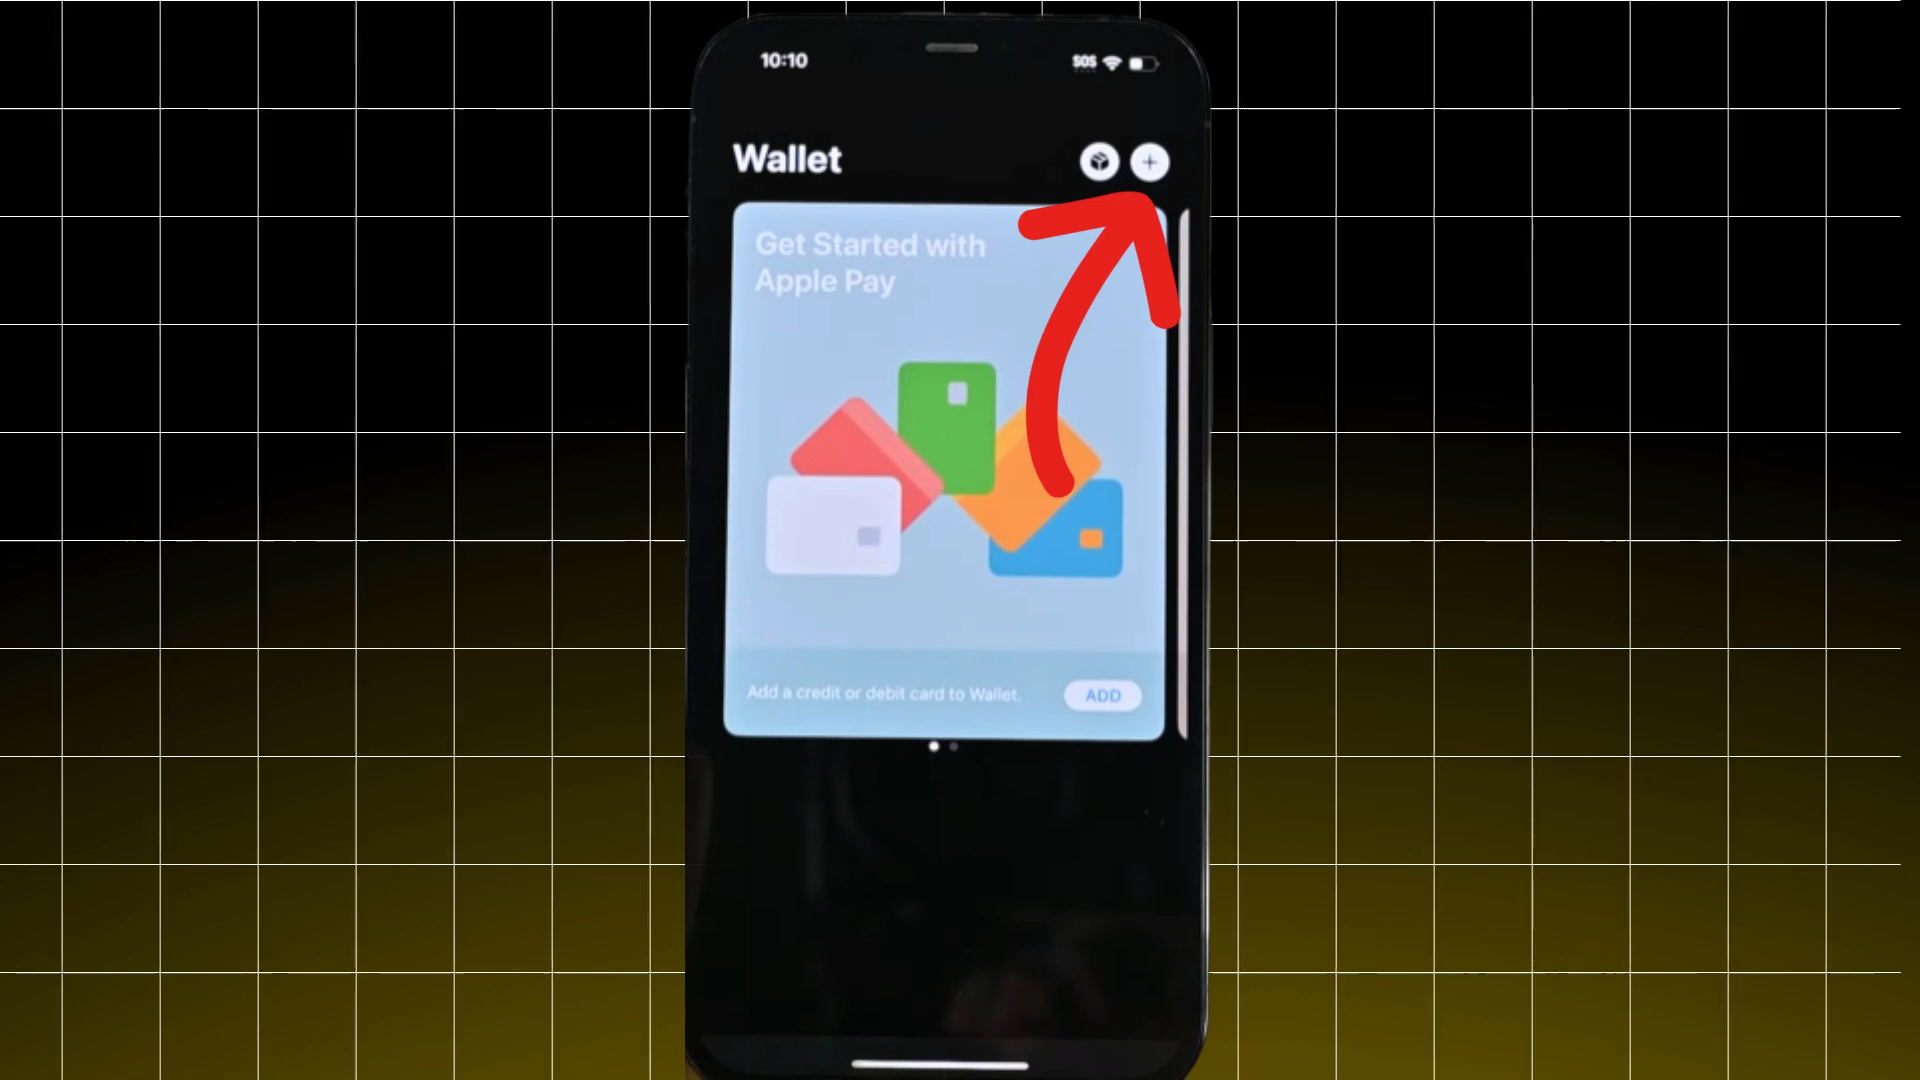 10:10
SOS
Wallet
Get Started with
Apple Pay
Add a credit or debit card to Wallet.
ADD